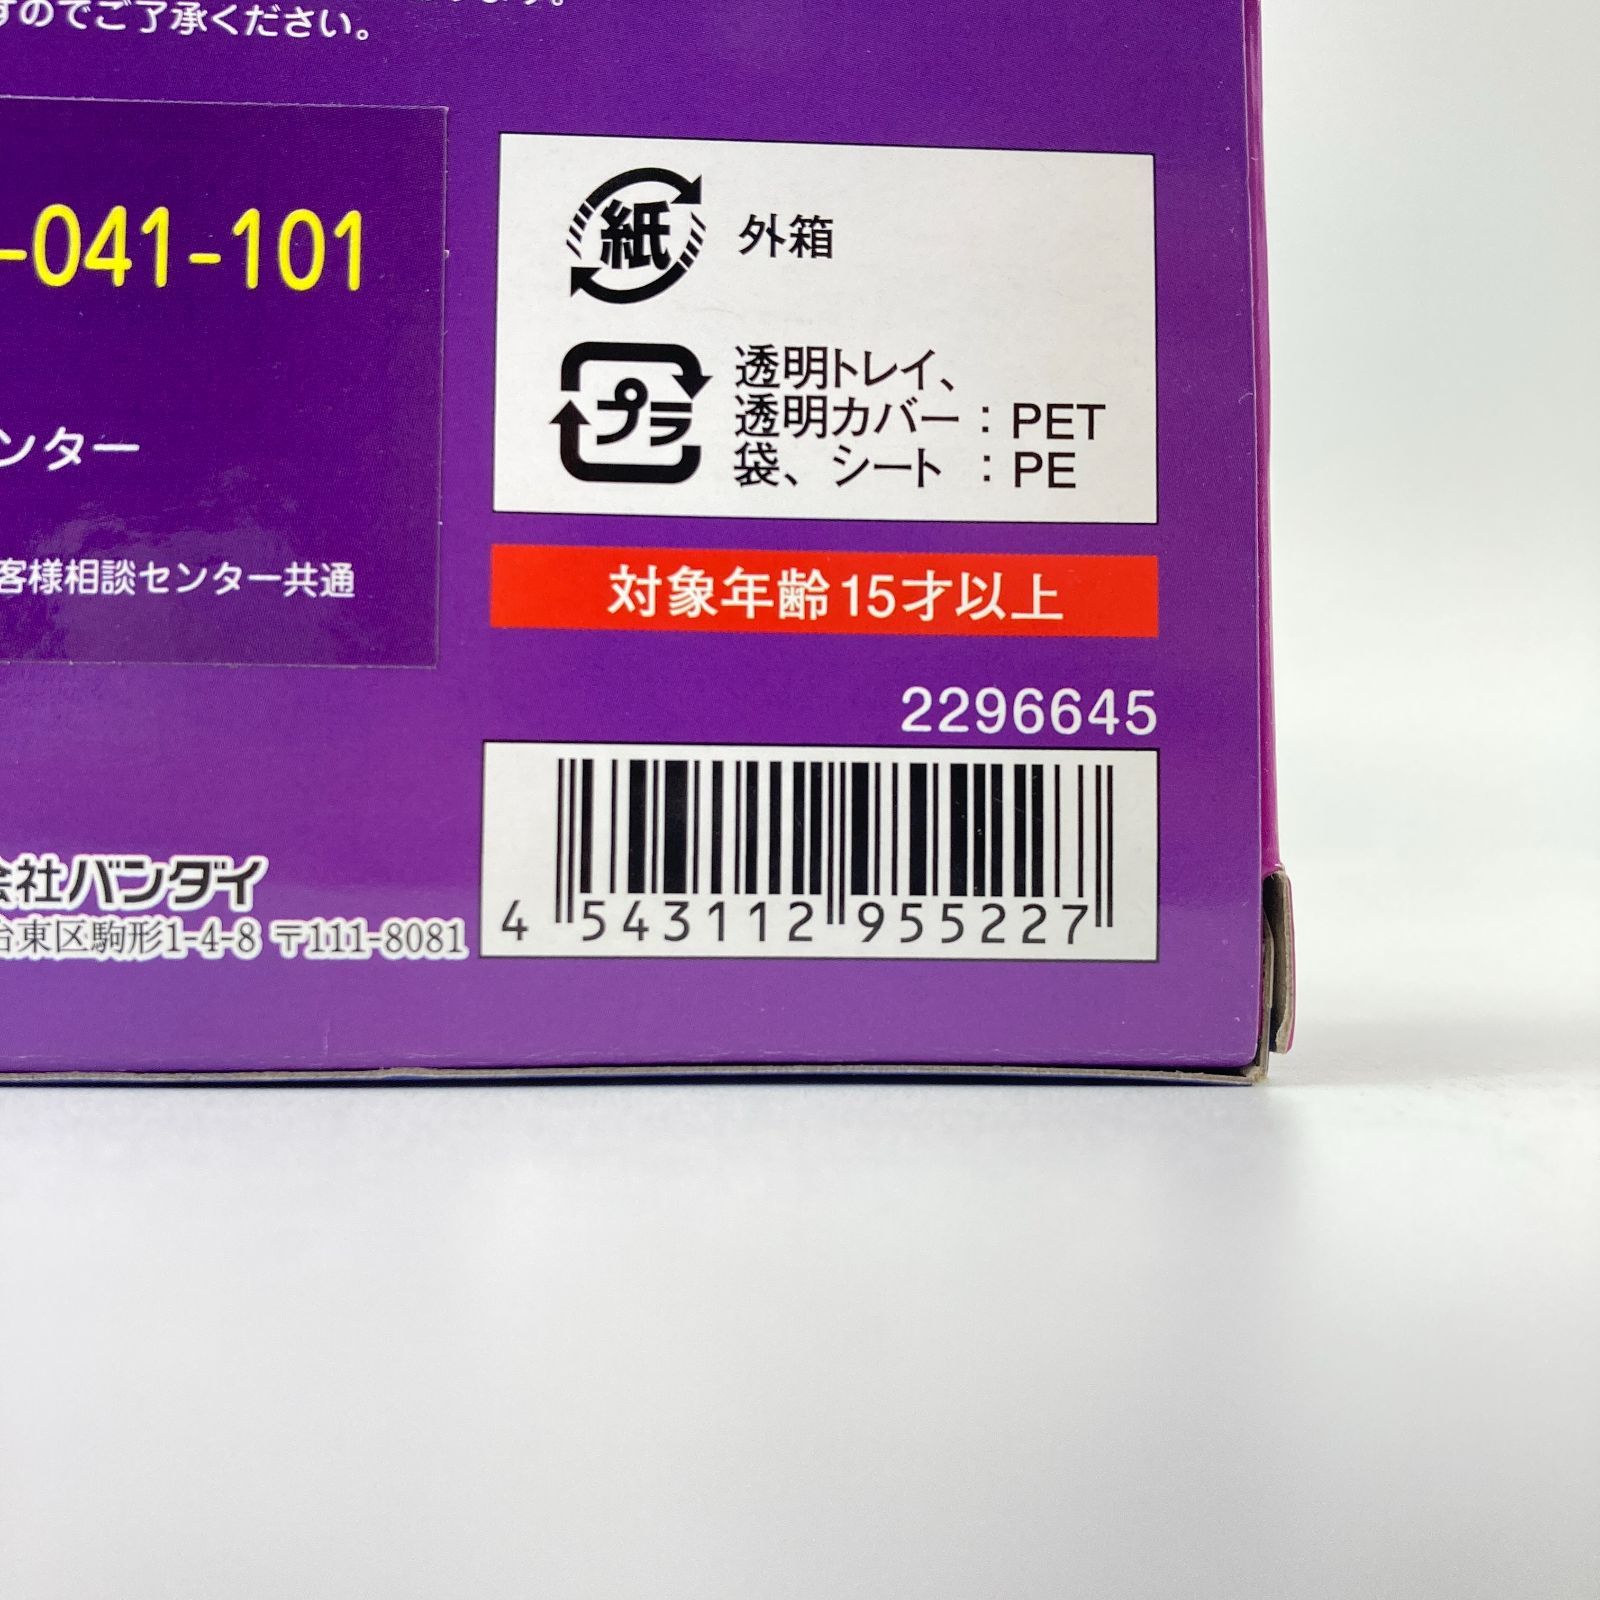 すのでご了承ください。
-041-101
ンター
客様相談センター共通
会社バンダイ
台東区駒形1-4-8 〒111-8081
紙 外箱
プラ 透明トレイ、
透明カバー：PET
袋、シート ：PE
対象年齢15才以上
2296645
4 543112 955227